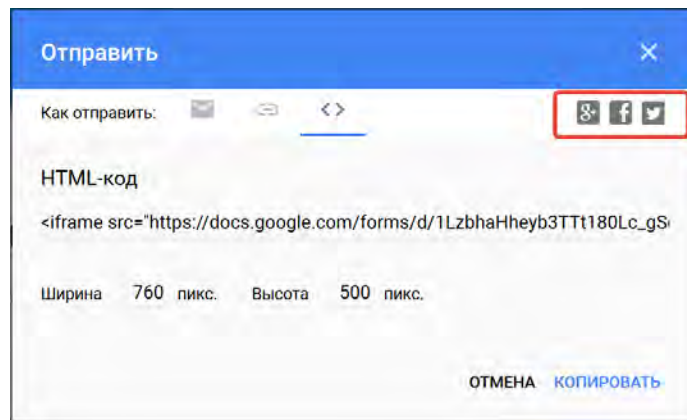 Отправить
Как отправить:
HTML-код
<iframe src="https://docs.google.com/forms/d/1LzbhaHheyb3TTt180Lc_gS
Ширина 760 пикс. Высота 500 пикс.
ОТМЕНА КОПИРОВАТЬ